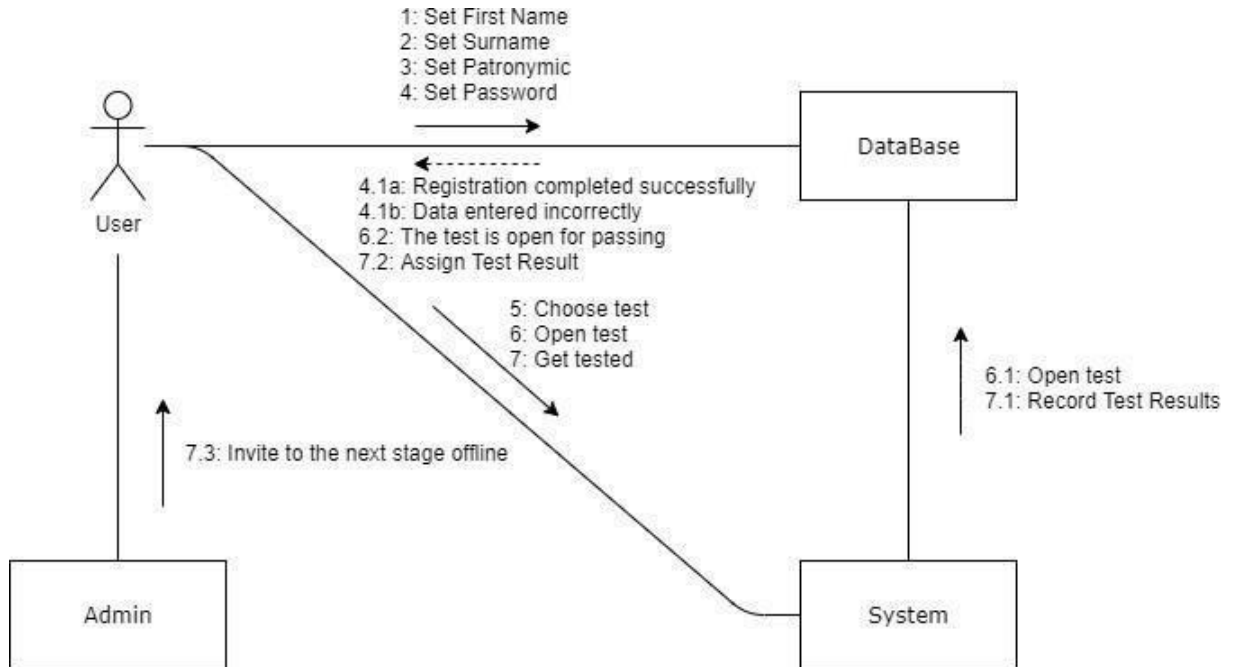 1: Set First Name
2: Set Surname
3: Set Patronymic
4: Set Password
DataBase
User
4.1a: Registration completed successfully
4.1b: Data entered incorrectly
6.2: The test is open for passing
7.2: Assign Test Result
5: Choose test
6: Open test
7: Get tested
6.1: Open test
7.1: Record Test Results
7.3: Invite to the next stage offline
Admin
System